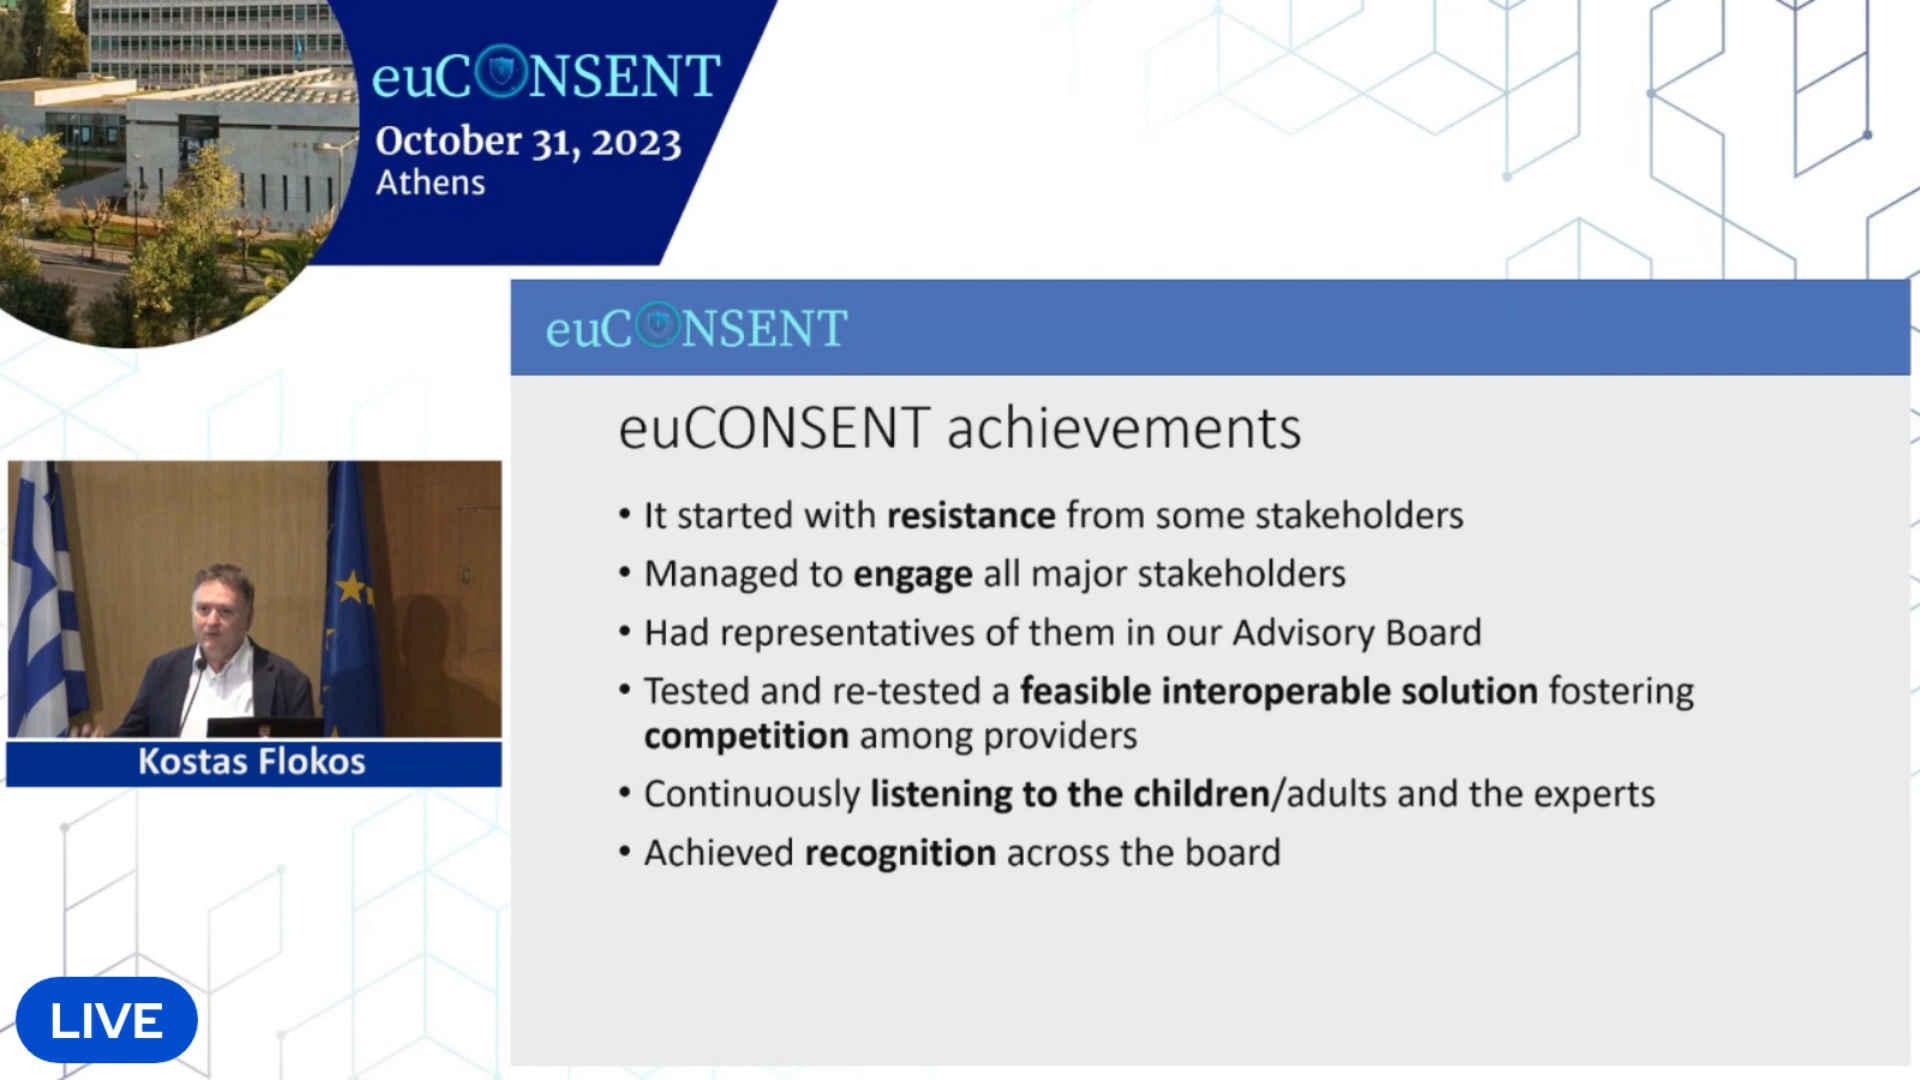 euCONSENT
October 31, 2023
Athens
euCONSENT
euCONSENT achievements
• It started with resistance from some stakeholders
• Managed to engage all major stakeholders
• Had representatives of them in our Advisory Board
• Tested and re-tested a feasible interoperable solution fostering
competition among providers
• Continuously listening to the children/adults and the experts
• Achieved recognition across the board
Kostas Flokos
LIVE